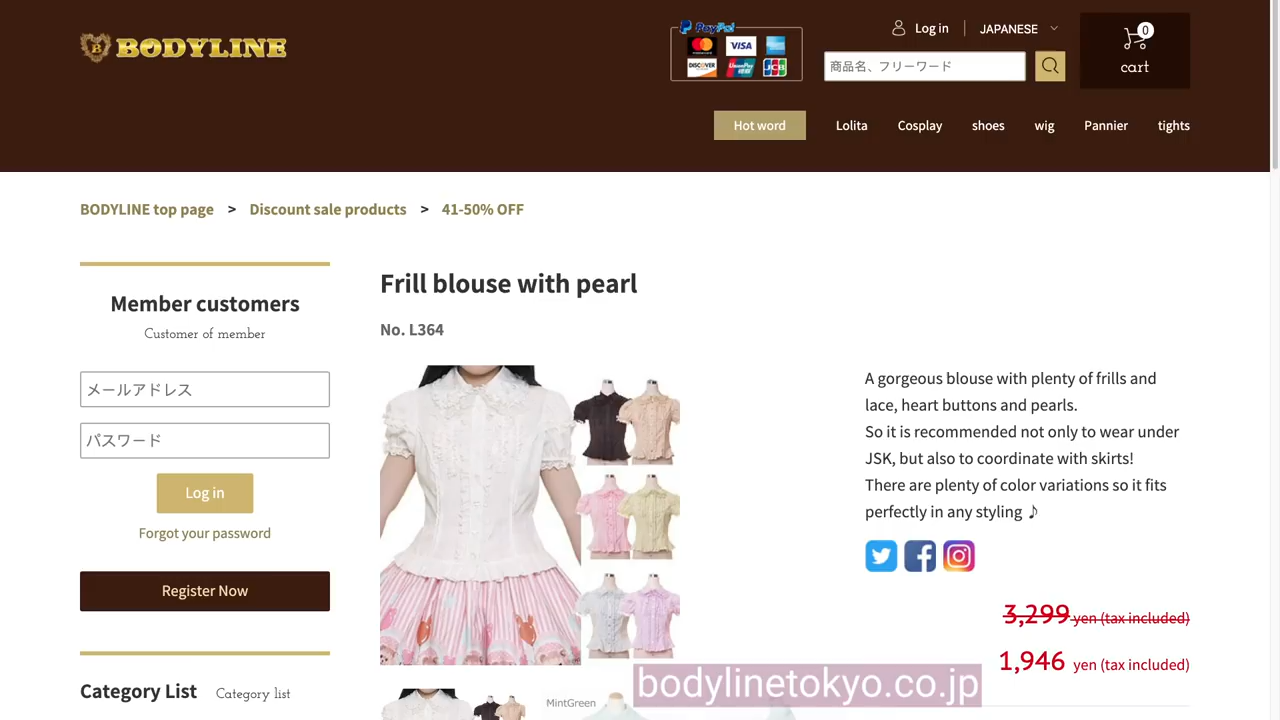 BODYLINE
PayPal
VISA
DISCOVER
UnionPay
JCB
Log in
JAPANESE
商品名、フリーワード
0
cart
Hot word
Lolita
Cosplay
shoes
wig
Pannier
tights
BODYLINE top page > Discount sale products > 41-50% OFF
Member customers
Customer of member
メールアドレス
パスワード
Log in
Forgot your password
Register Now
Category List Category list
Frill blouse with pearl
No. L364
A gorgeous blouse with plenty of frills and
lace, heart buttons and pearls.
So it is recommended not only to wear under
JSK, but also to coordinate with skirts!
There are plenty of color variations so it fits
perfectly in any styling ♪
3,299 yen (tax included)
1,946 yen (tax included)
MintGreen
bodylinetokyo.co.jp